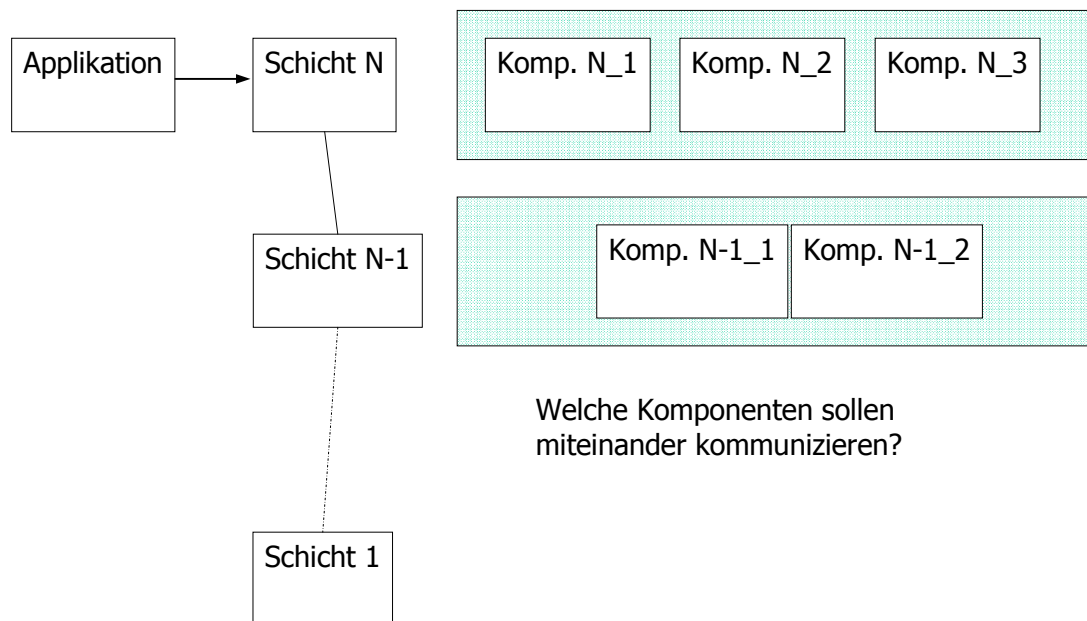 Applikation
Schicht N
Komp. N_1
Komp. N_2
Komp. N_3
Schicht N-1
Komp. N-1_1
Komp. N-1_2
Welche Komponenten sollen
miteinander kommunizieren?
Schicht 1